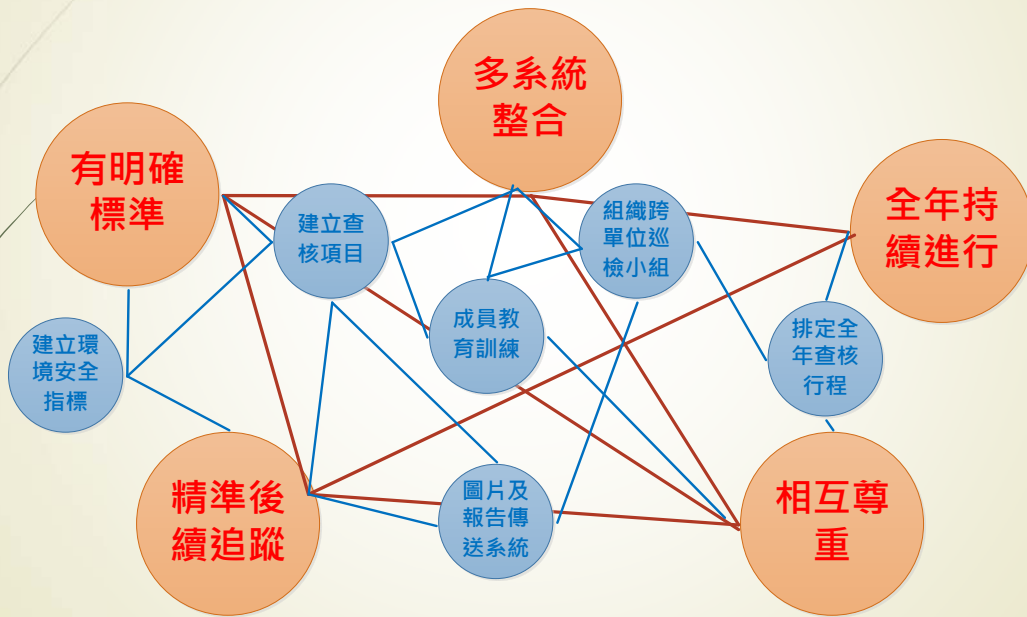 多系統
整合
有明確
標準
全年持
續進行
建立查
核項目
組織跨
單位巡
檢小組
成員教
育訓練
建立環
境安全
指標
排定全
年查核
行程
精準後
續追蹤
圖片及
報告傳
送系統
相互尊
重